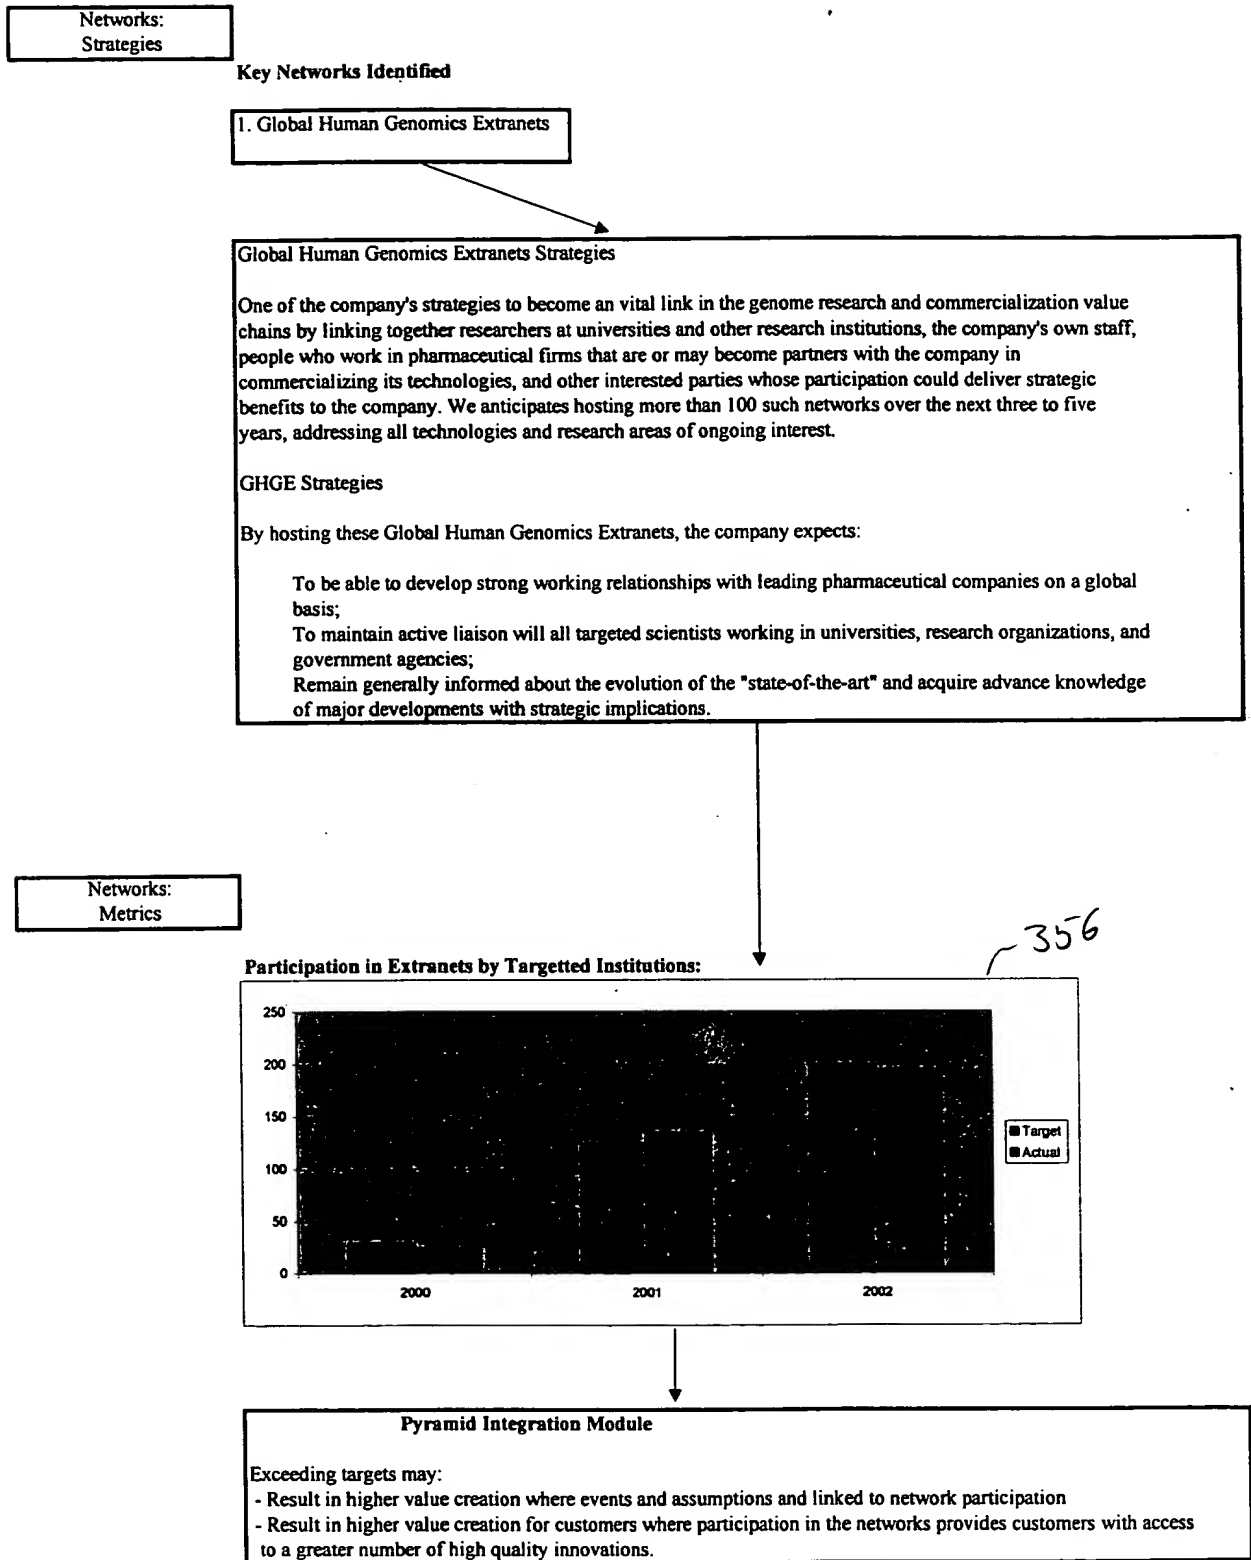 Networks:
Strategies
Key Networks Identified
1. Global Human Genomics Extranets
Global Human Genomics Extranets Strategies
One of the company's strategies to become an vital link in the genome research and commercialization value
chains by linking together researchers at universities and other research institutions, the company's own staff,
people who work in pharmaceutical firms that are or may become partners with the company in
commercializing its technologies, and other interested parties whose participation could deliver strategic
benefits to the company. We anticipates hosting more than 100 such networks over the next three to five
years, addressing all technologies and research areas of ongoing interest.
GHGE Strategies
By hosting these Global Human Genomics Extranets, the company expects:
To be able to develop strong working relationships with leading pharmaceutical companies on a global
basis;
To maintain active liaison will all targeted scientists working in universities, research organizations, and
government agencies;
Remain generally informed about the evolution of the "state-of-the-art" and acquire advance knowledge
of major developments with strategic implications.
Networks:
Metrics
356
Participation in Extranets by Targetted Institutions:
250
200
150
100
50
0
2000
2001
2002
Target
Actual
Pyramid Integration Module
Exceeding targets may:
- Result in higher value creation where events and assumptions and linked to network participation
- Result in higher value creation for customers where participation in the networks provides customers with access
to a greater number of high quality innovations.